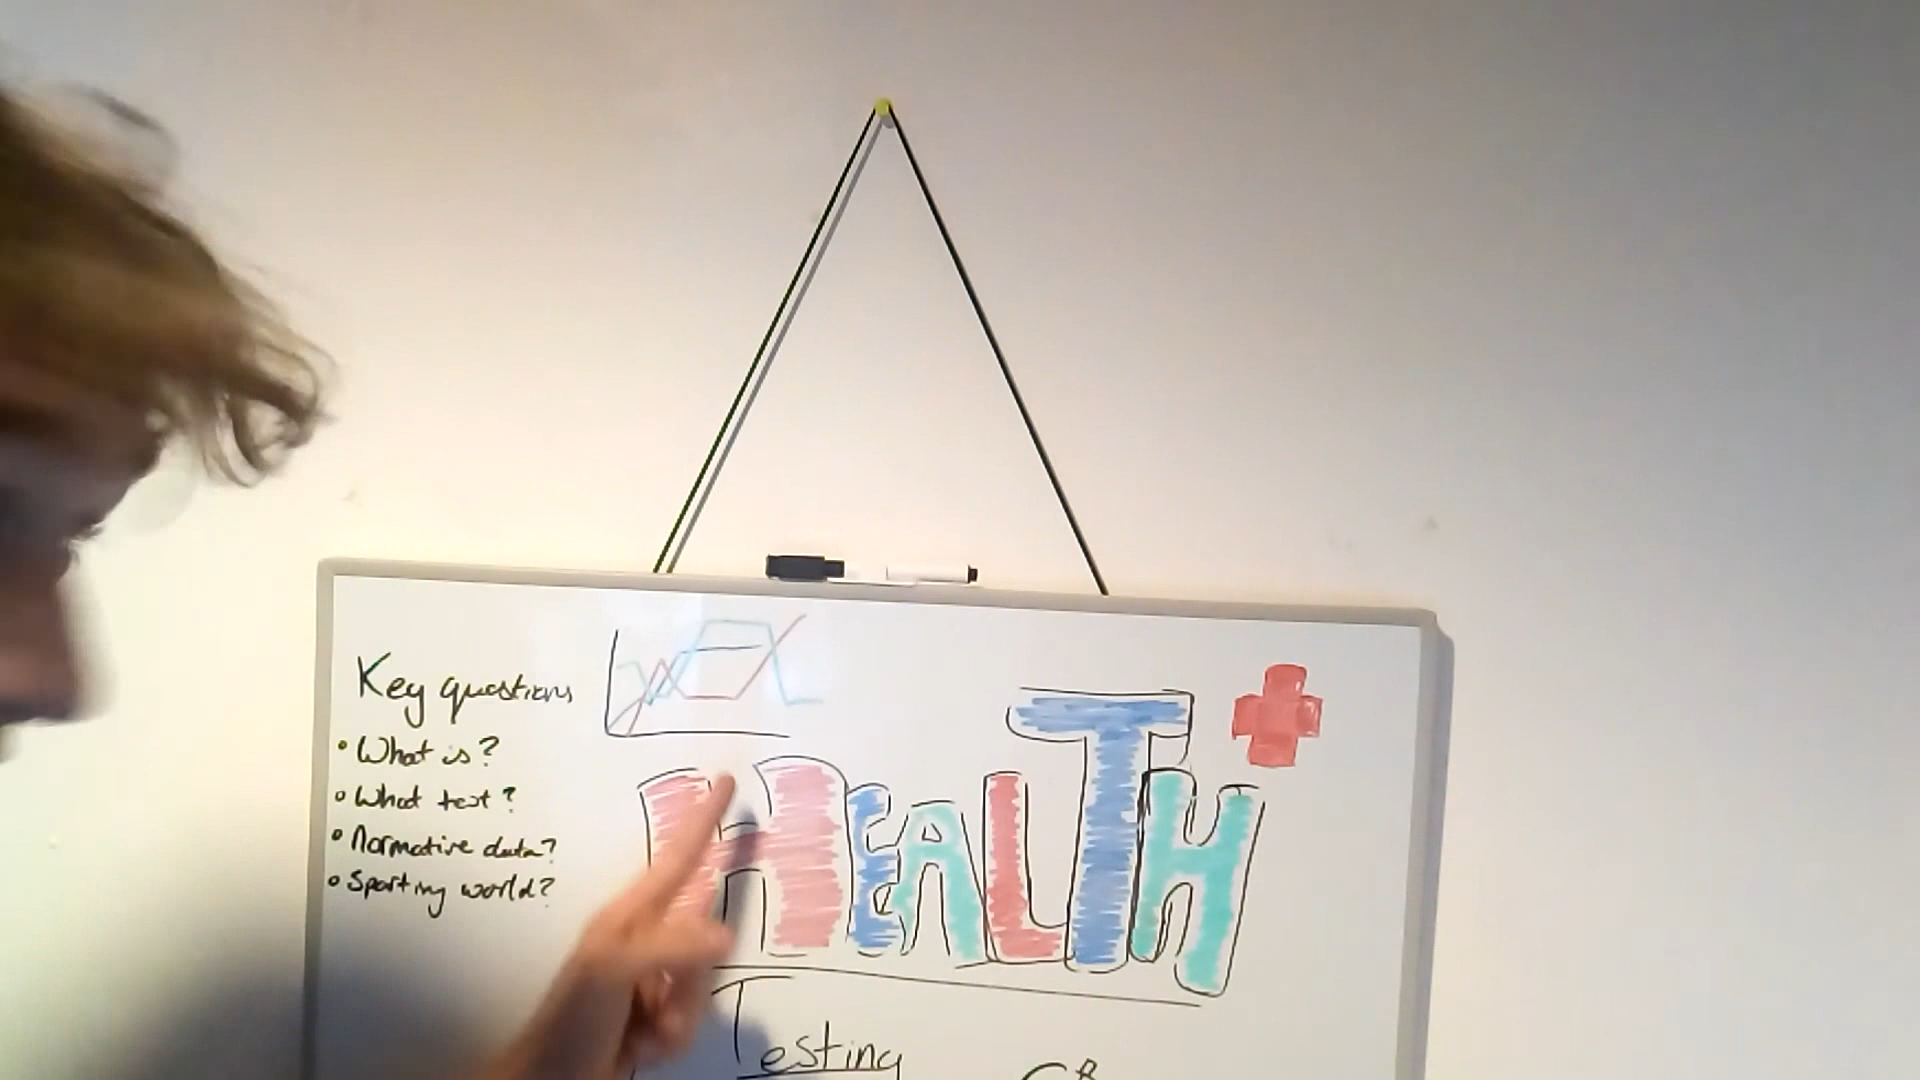 Key questions
• What is?
• What test?
• Normative data?
• Sporting world?
HEALTH
Testing